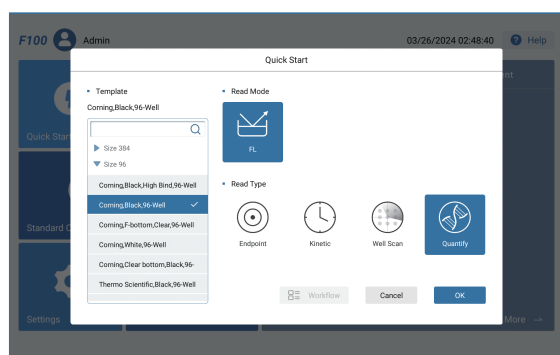 F100 Admin 03/26/2024 02:48:40 ? Help
Quick Start
Template
Corning,Black,96-Well
Size 384
Size 96
Corning,Black,High Bind,96-Well
Corning,Black,96-Well
Corning,F-bottom,Clear,96-Well
Corning,White,96-Well
Corning,Clear bottom,Black,96-
Thermo Scientific,Black,96-Well
Read Mode
FL
Read Type
Endpoint Kinetic Well Scan Quantify
Workflow Cancel OK
Quick Start
Standard C
Settings
More